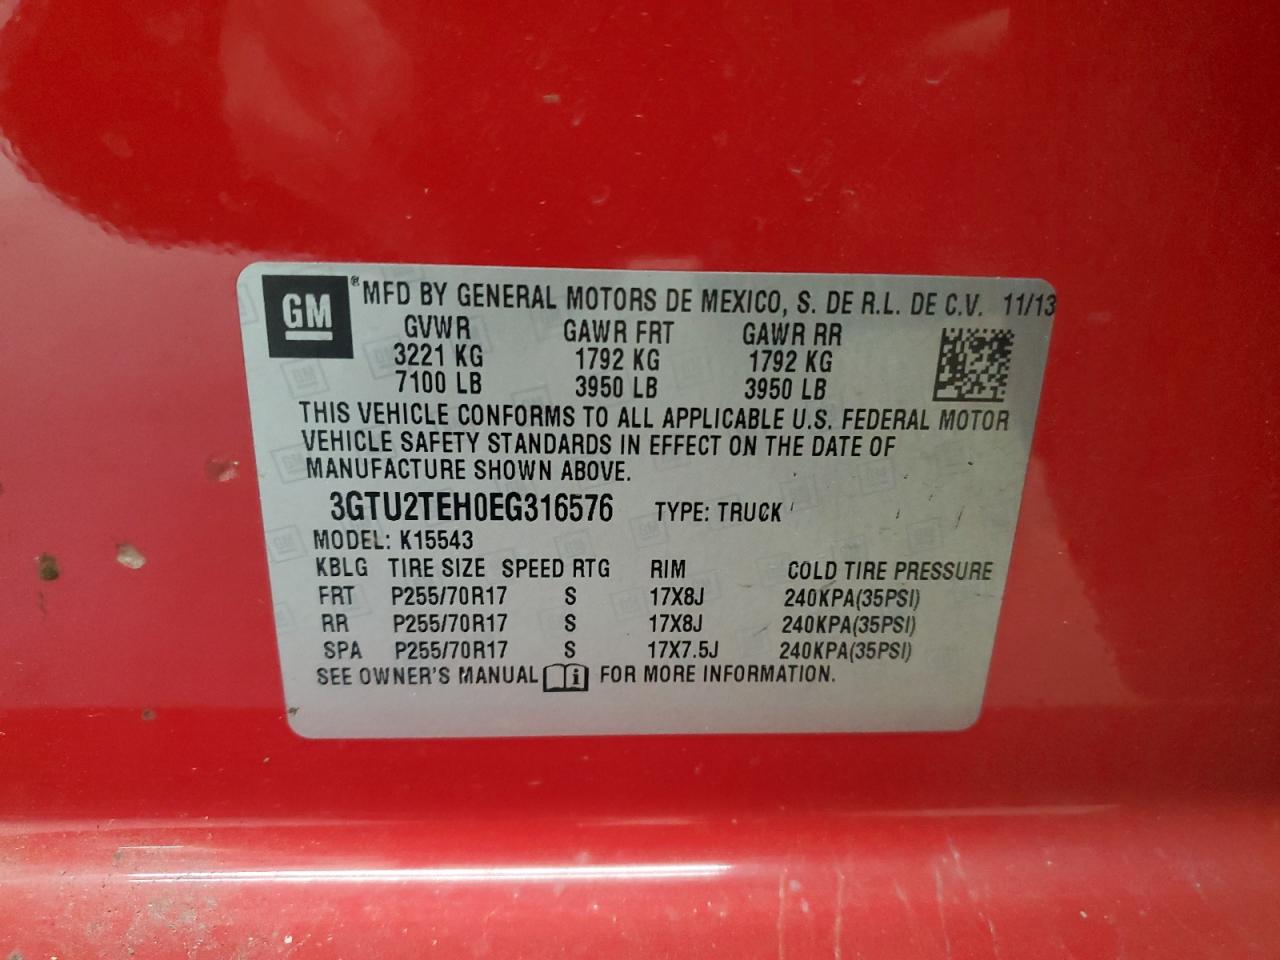 GM ® MFD BY GENERAL MOTORS DE MEXICO, S. DE R.L. DE C.V. 11/13
GVWR GAWR FRT GAWR RR
3221 KG 1792 KG 1792 KG
7100 LB 3950 LB 3950 LB
THIS VEHICLE CONFORMS TO ALL APPLICABLE U.S. FEDERAL MOTOR
VEHICLE SAFETY STANDARDS IN EFFECT ON THE DATE OF
MANUFACTURE SHOWN ABOVE.
3GTU2TEH0EG316576 TYPE: TRUCK
MODEL: K15543
KBLG TIRE SIZE SPEED RTG RIM COLD TIRE PRESSURE
FRT P255/70R17 S 17X8J 240KPA(35PSI)
RR P255/70R17 S 17X8J 240KPA(35PSI)
SPA P255/70R17 S 17X7.5J 240KPA(35PSI)
SEE OWNER'S MANUAL i FOR MORE INFORMATION.